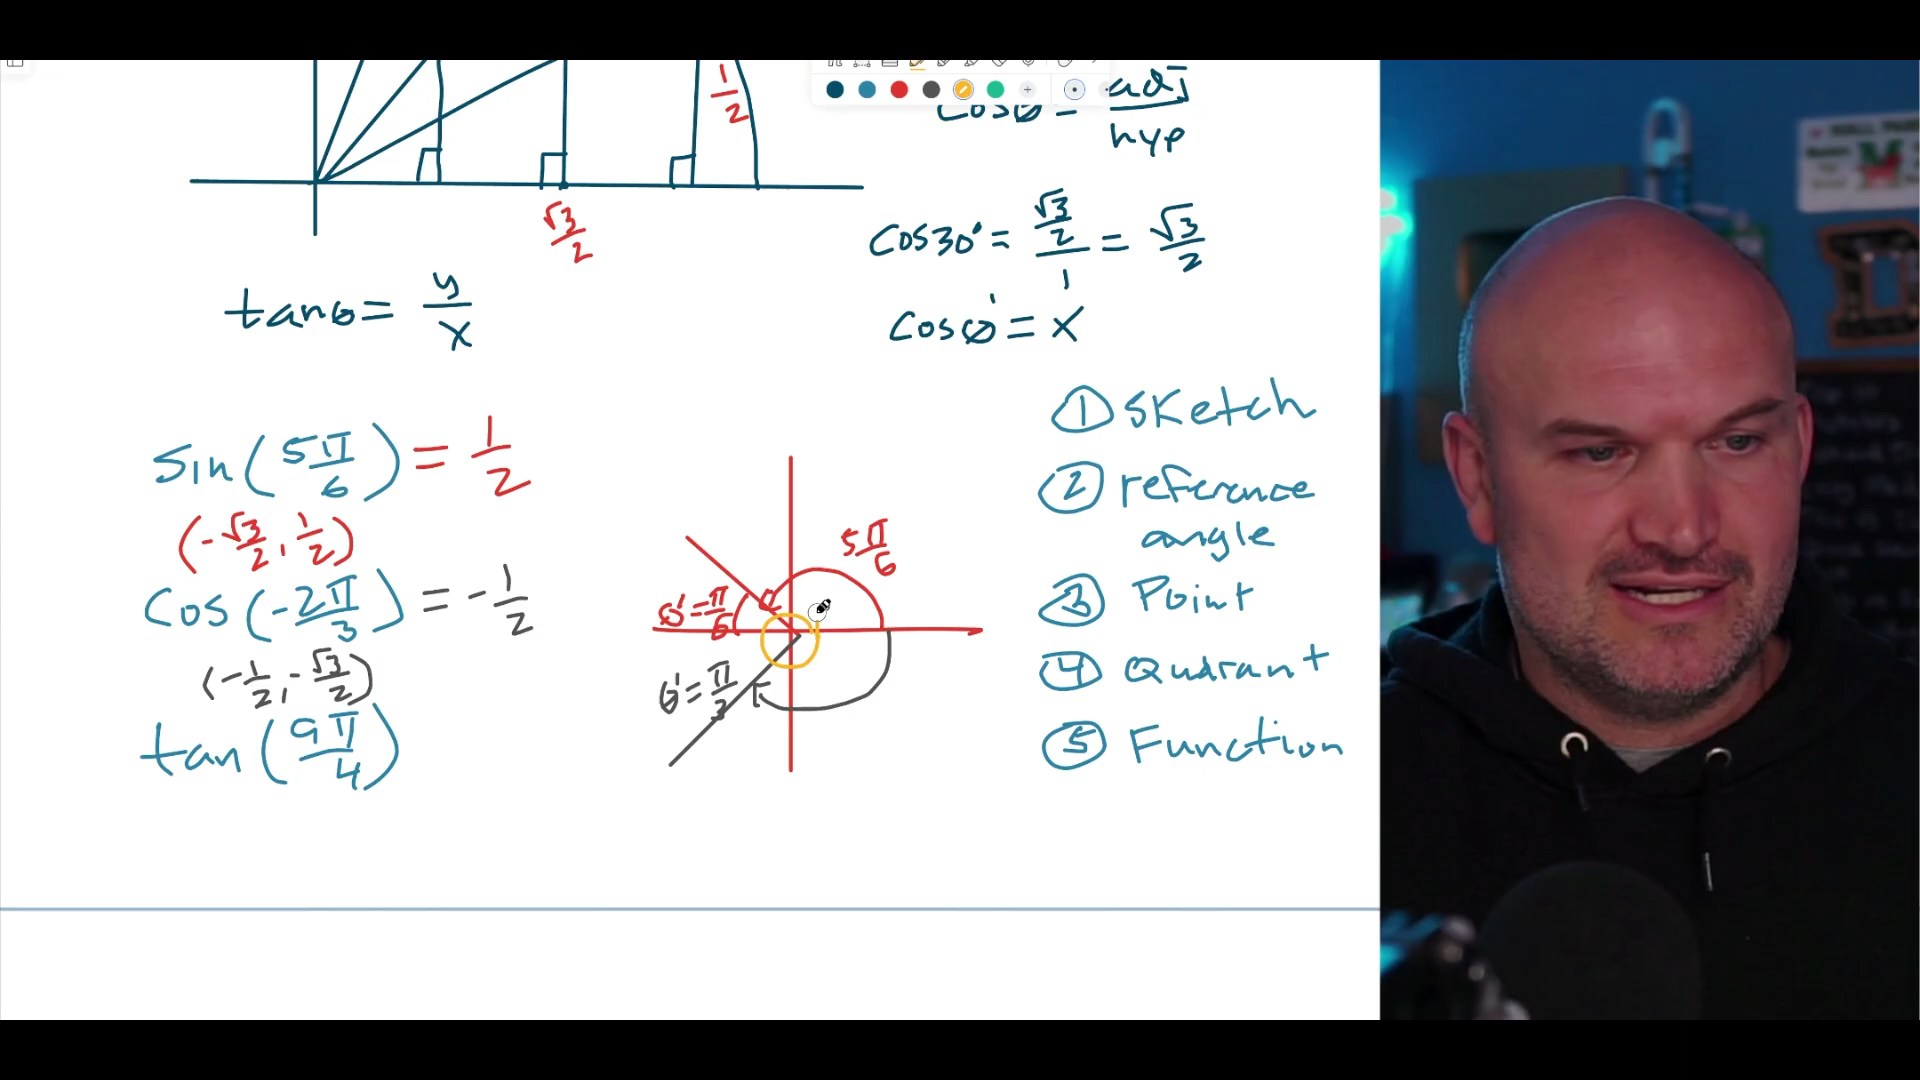 1/2
cosθ = adj/hyp
√3/2
cos30° = (√3/2)/1 = √3/2
tanθ = y/x
cosθ' = x
① sketch
sin(5π/6) = 1/2
② reference
angle
(-√3/2, 1/2)
5π/6
cos(-2π/3) = -1/2
θ' = π/6
③ Point
(-1/2, -√3/2)
θ' = π/3
④ Qudrant
tan(9π/4)
⑤ Function